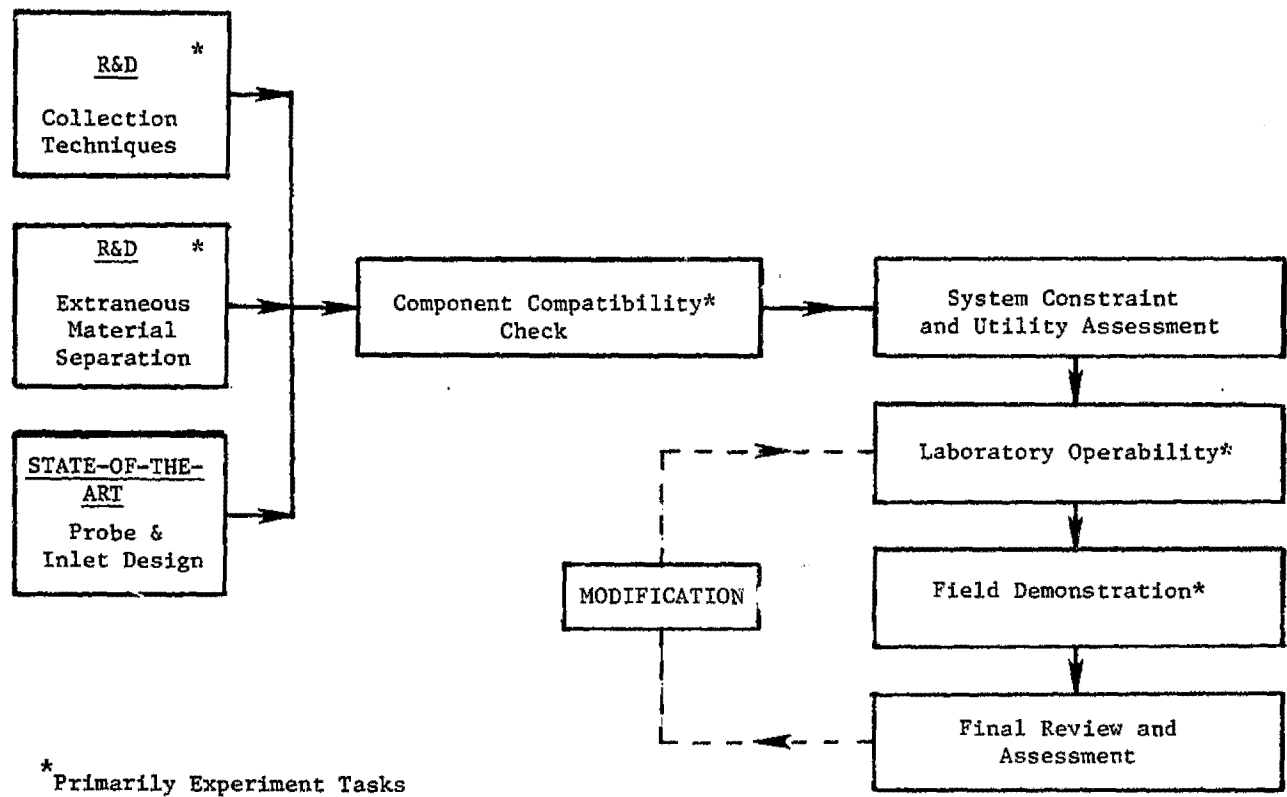 R&D *
Collection
Techniques
R&D *
Extraneous
Material
Separation
STATE-OF-THE-
ART
Probe &
Inlet Design
Component Compatibility*
Check
System Constraint
and Utility Assessment
Laboratory Operability*
Field Demonstration*
Final Review and
Assessment
MODIFICATION
*Primarily Experiment Tasks